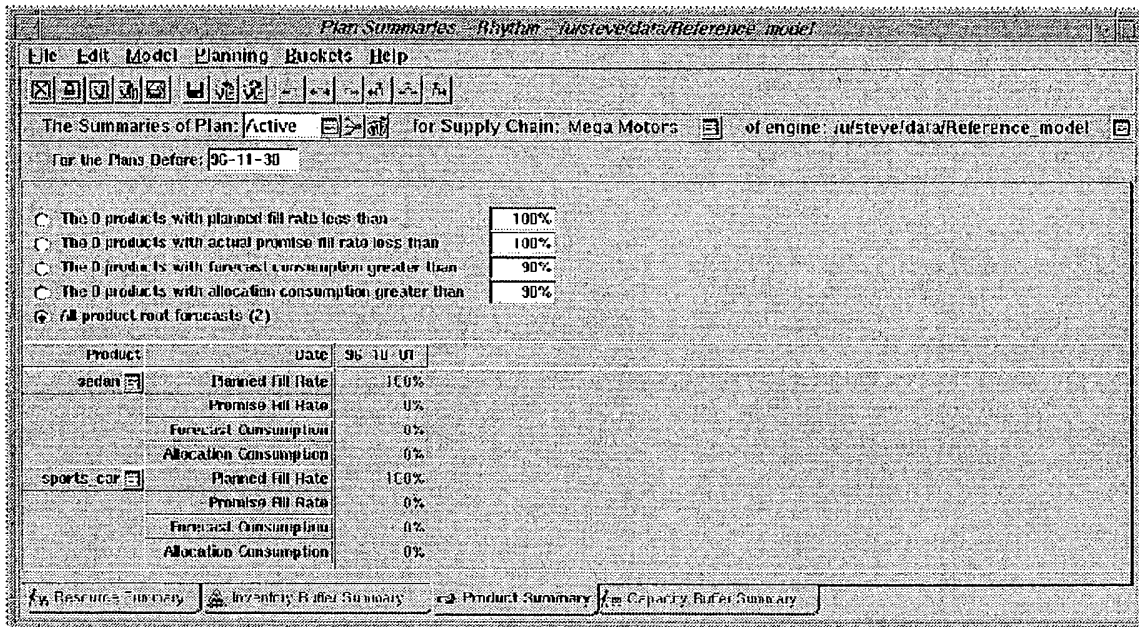 Plan Summaries - Rhythm - /u/steve/data/Reference_model
File Edit Model Planning Buckets Help
The Summaries of Plan: Active for Supply Chain: Mega Motors of engine: /u/steve/data/Reference_model
For the Plans Before: 96-11-30
The 0 products with planned fill rate less than 100%
The 0 products with actual promise fill rate less than 100%
The 0 products with forecast consumption greater than 90%
The 0 products with allocation consumption greater than 90%
All product root forecasts (2)
Product Date 96-10-01
sedan Planned Fill Rate 100%
Promise Fill Rate 0%
Forecast Consumption 0%
Allocation Consumption 0%
sports_car Planned Fill Rate 100%
Promise Fill Rate 0%
Forecast Consumption 0%
Allocation Consumption 0%
Resource Summary Inventory Buffer Summary Product Summary Capacity Buffer Summary